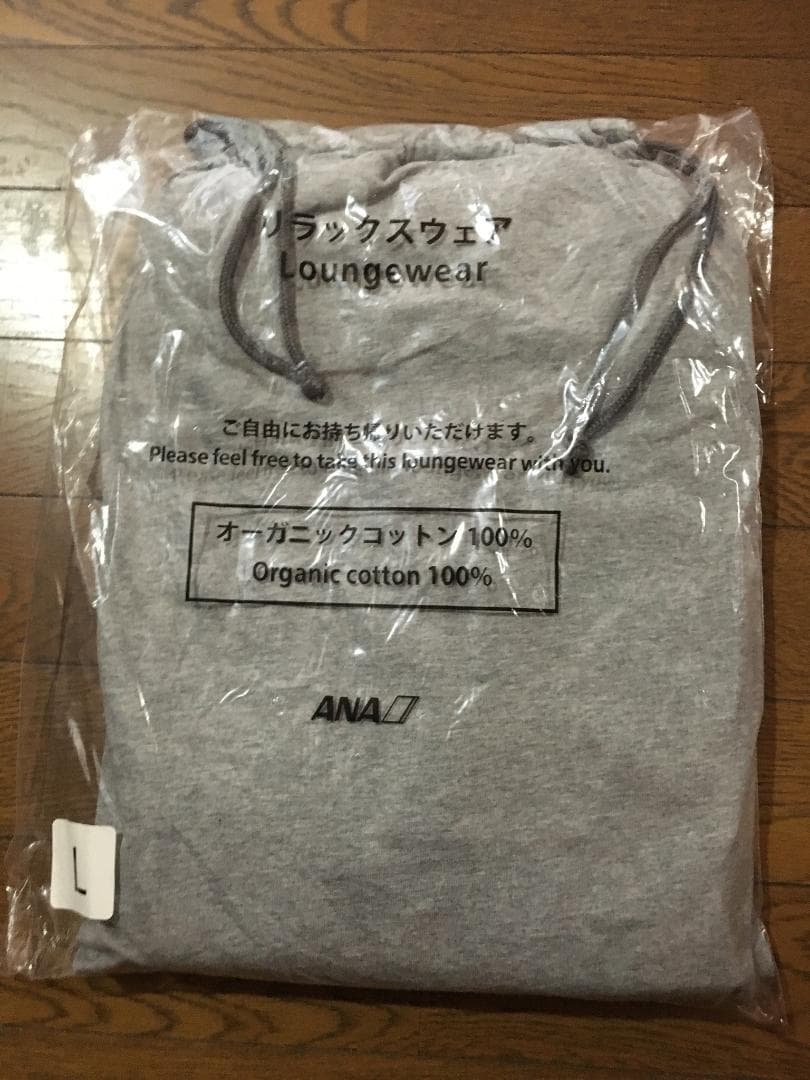 リラックスウェア
Loungewear
ご自由にお持ち帰りいただけます。
Please feel free to take this loungewear with you.
オーガニックコットン 100%
Organic cotton 100%
ANA
L